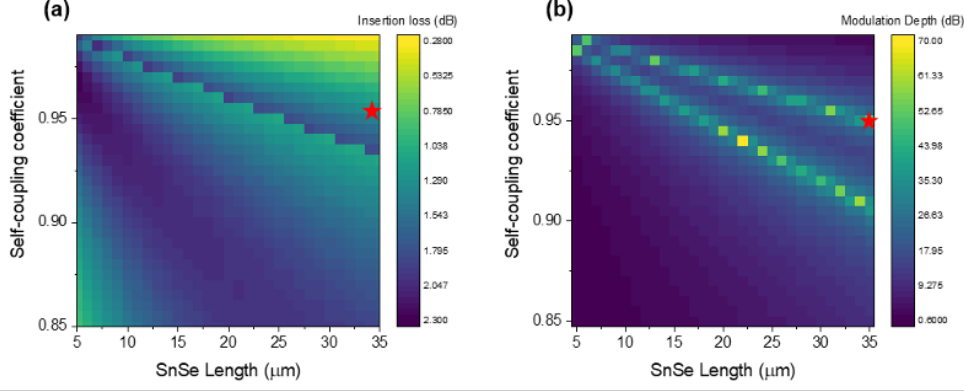 (a)
Insertion loss (dB)
0.2800
0.5325
0.7850
1.038
1.290
1.543
1.795
2.047
2.300
0.95
0.90
0.85
5 10 15 20 25 30 35
Self-coupling coefficient
SnSe Length (μm)
(b)
Modulation Depth (dB)
70.00
61.33
52.65
43.98
35.30
26.63
17.95
9.275
0.6000
0.95
0.90
0.85
5 10 15 20 25 30 35
Self-coupling coefficient
SnSe Length (μm)